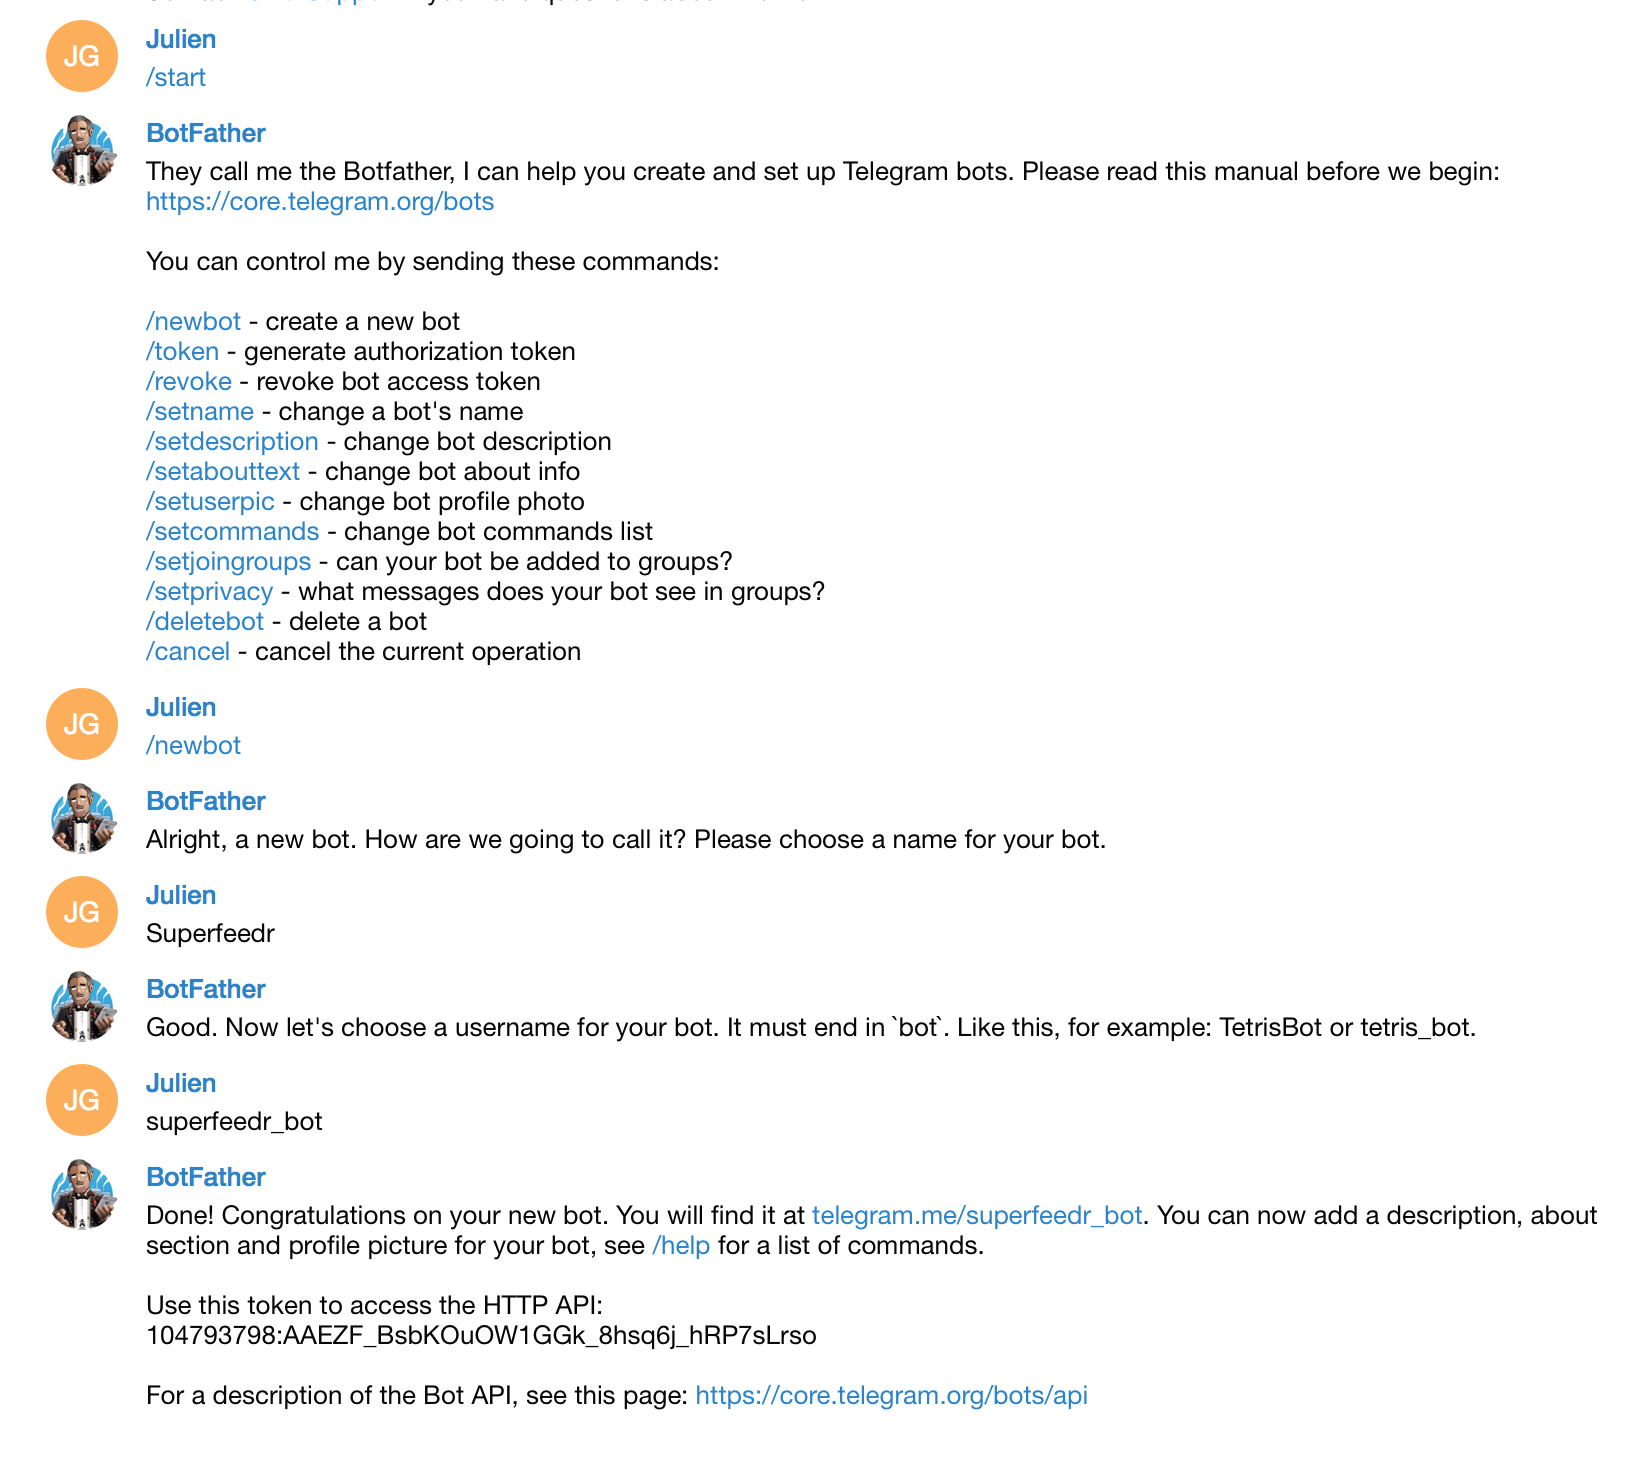 Julien
JG
/start
BotFather
They call me the Botfather, I can help you create and set up Telegram bots. Please read this manual before we begin:
https://core.telegram.org/bots
You can control me by sending these commands:
/newbot - create a new bot
/token - generate authorization token
/revoke - revoke bot access token
/setname - change a bot's name
/setdescription - change bot description
/setabouttext - change bot about info
/setuserpic - change bot profile photo
/setcommands - change bot commands list
/setjoingroups - can your bot be added to groups?
/setprivacy - what messages does your bot see in groups?
/deletebot - delete a bot
/cancel - cancel the current operation
Julien
JG
/newbot
BotFather
Alright, a new bot. How are we going to call it? Please choose a name for your bot.
Julien
JG
Superfeedr
BotFather
Good. Now let's choose a username for your bot. It must end in `bot`. Like this, for example: TetrisBot or tetris_bot.
Julien
JG
superfeedr_bot
BotFather
Done! Congratulations on your new bot. You will find it at telegram.me/superfeedr_bot. You can now add a description, about
section and profile picture for your bot, see /help for a list of commands.
Use this token to access the HTTP API:
104793798:AAEZF_BsbKOuOW1GGk_8hsq6j_hRP7sLrso
For a description of the Bot API, see this page: https://core.telegram.org/bots/api